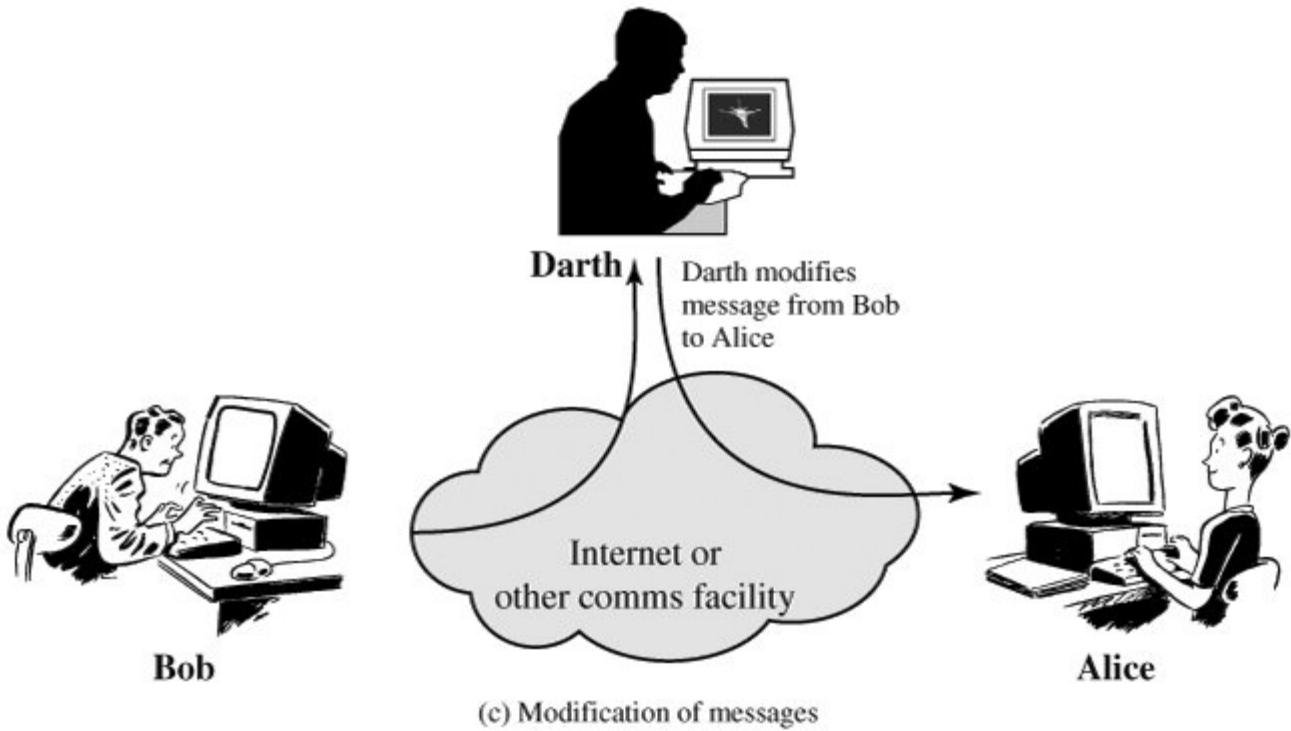 Darth
Darth modifies
message from Bob
to Alice
Internet or
other comms facility
Bob
Alice
(c) Modification of messages